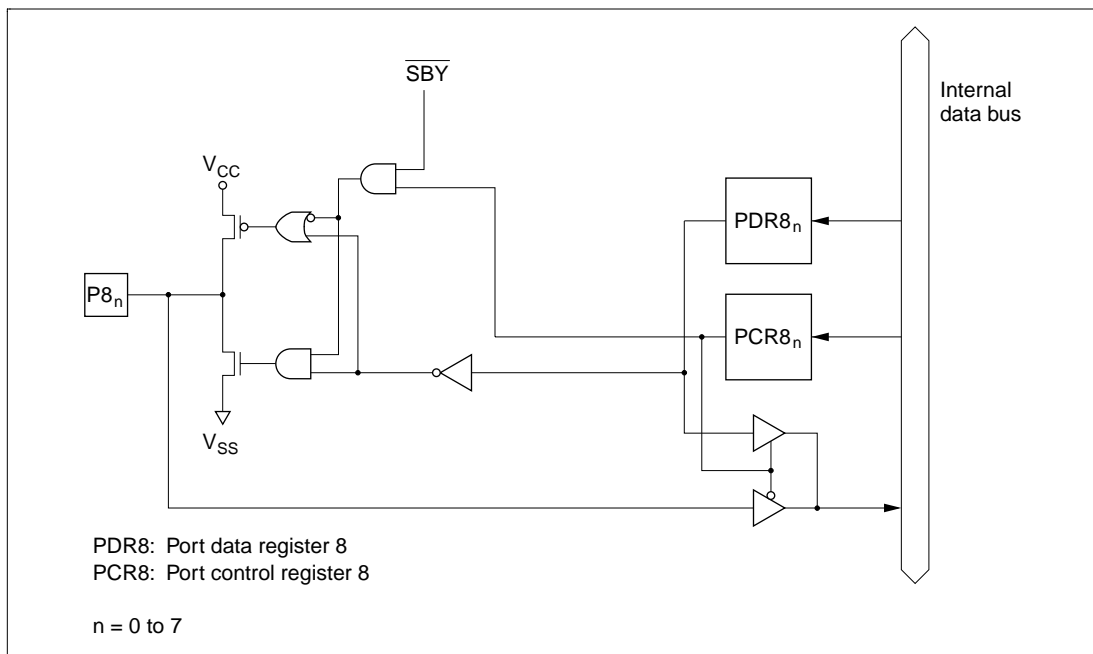 S̅B̅Y̅
Internal
data bus
VCC
PDR8n
P8n
PCR8n
VSS
PDR8: Port data register 8
PCR8: Port control register 8
n = 0 to 7